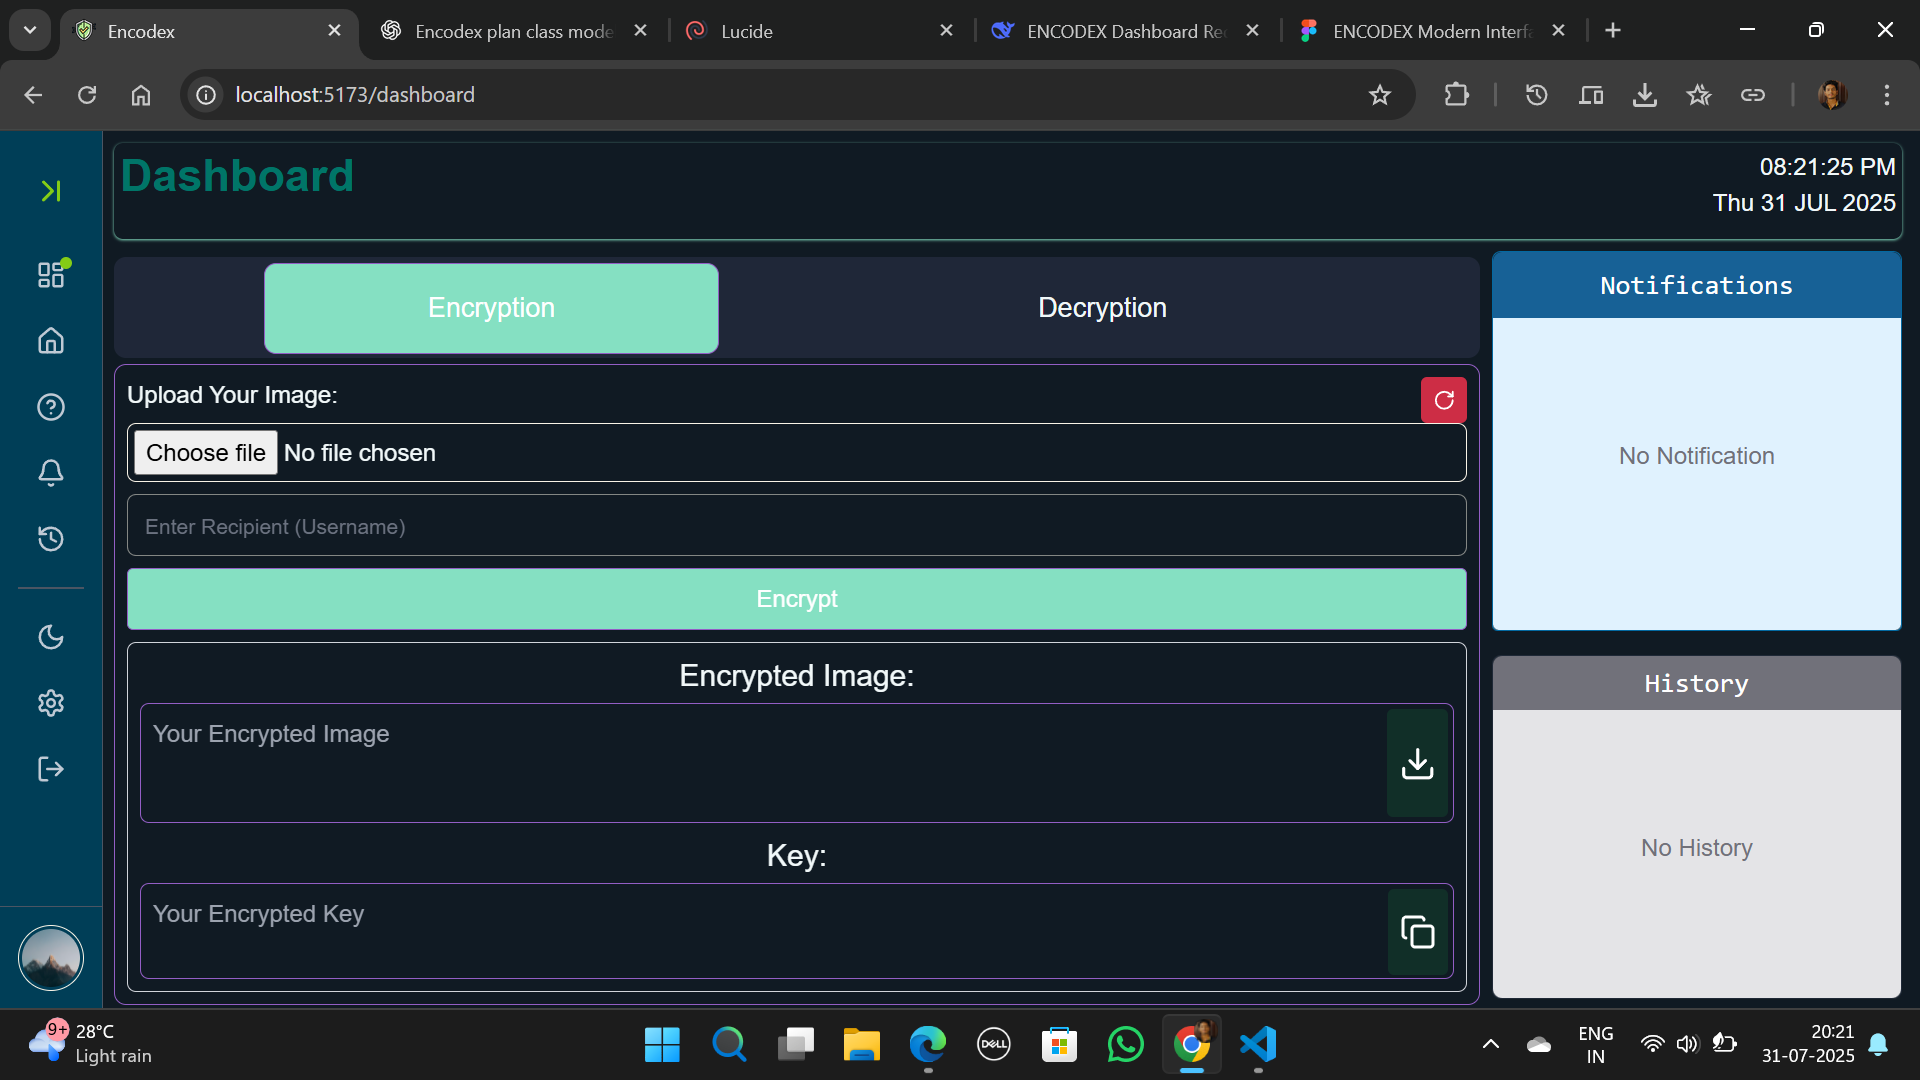 Encodex
Encodex plan class mode
Lucide
ENCODEX Dashboard Re
ENCODEX Modern Interfa
localhost:5173/dashboard
Dashboard
08:21:25 PM
Thu 31 JUL 2025
Encryption
Decryption
Notifications
Upload Your Image:
Choose file No file chosen
No Notification
Enter Recipient (Username)
Encrypt
Encrypted Image:
History
Your Encrypted Image
No History
Key:
Your Encrypted Key
9+
28°C
Light rain
DELL
ENG
IN
20:21
31-07-2025